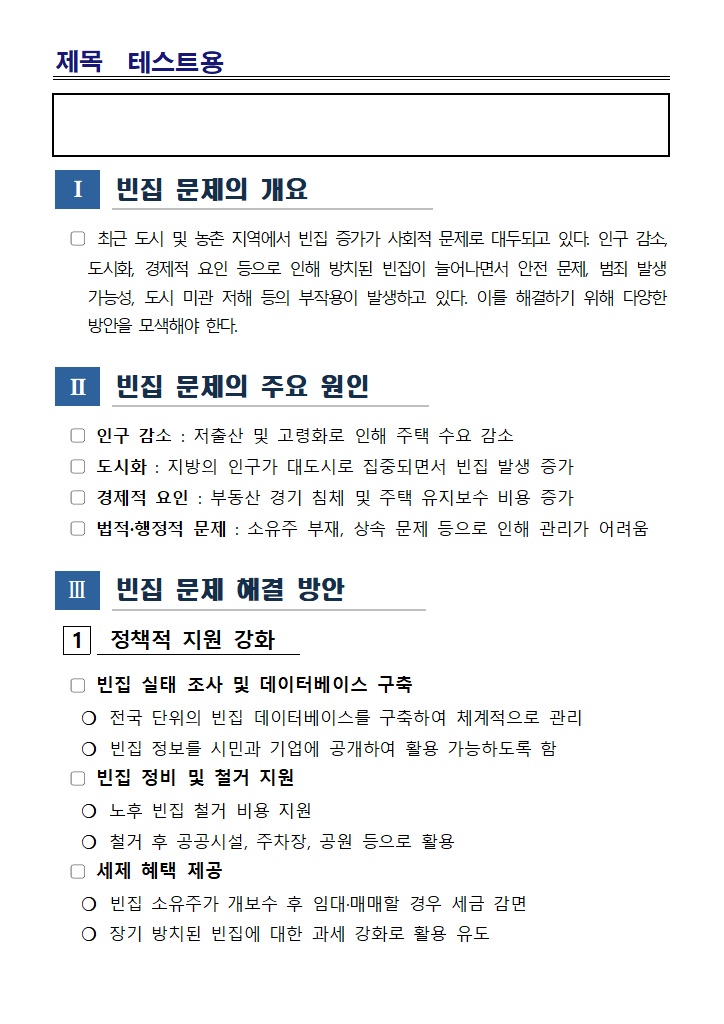 제목 테스트용
Ⅰ 빈집 문제의 개요
▢ 최근 도시 및 농촌 지역에서 빈집 증가가 사회적 문제로 대두되고 있다. 인구 감소,
도시화, 경제적 요인 등으로 인해 방치된 빈집이 늘어나면서 안전 문제, 범죄 발생
가능성, 도시 미관 저해 등의 부작용이 발생하고 있다. 이를 해결하기 위해 다양한
방안을 모색해야 한다.
Ⅱ 빈집 문제의 주요 원인
▢ 인구 감소 : 저출산 및 고령화로 인해 주택 수요 감소
▢ 도시화 : 지방의 인구가 대도시로 집중되면서 빈집 발생 증가
▢ 경제적 요인 : 부동산 경기 침체 및 주택 유지보수 비용 증가
▢ 법적·행정적 문제 : 소유주 부재, 상속 문제 등으로 인해 관리가 어려움
Ⅲ 빈집 문제 해결 방안
1 정책적 지원 강화
▢ 빈집 실태 조사 및 데이터베이스 구축
❍ 전국 단위의 빈집 데이터베이스를 구축하여 체계적으로 관리
❍ 빈집 정보를 시민과 기업에 공개하여 활용 가능하도록 함
▢ 빈집 정비 및 철거 지원
❍ 노후 빈집 철거 비용 지원
❍ 철거 후 공공시설, 주차장, 공원 등으로 활용
▢ 세제 혜택 제공
❍ 빈집 소유주가 개보수 후 임대·매매할 경우 세금 감면
❍ 장기 방치된 빈집에 대한 과세 강화로 활용 유도